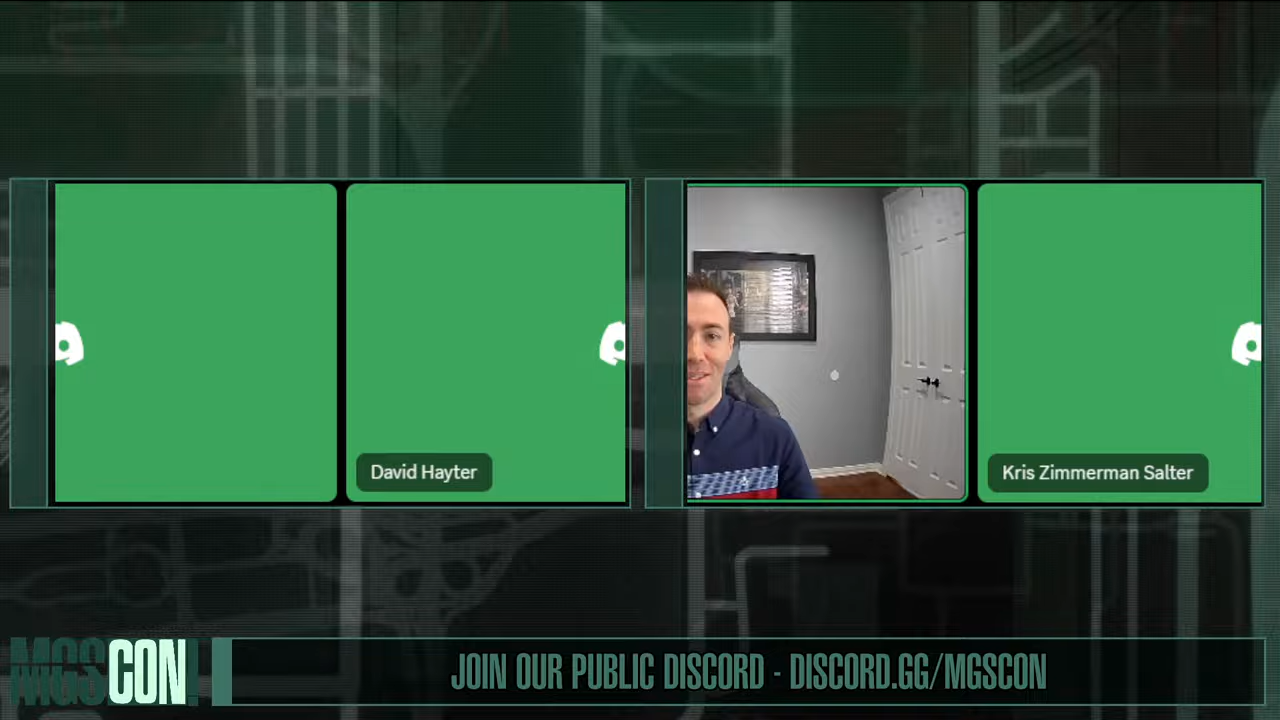 David Hayter
Kris Zimmerman Salter
MGSCON!
JOIN OUR PUBLIC DISCORD - DISCORD.GG/MGSCON